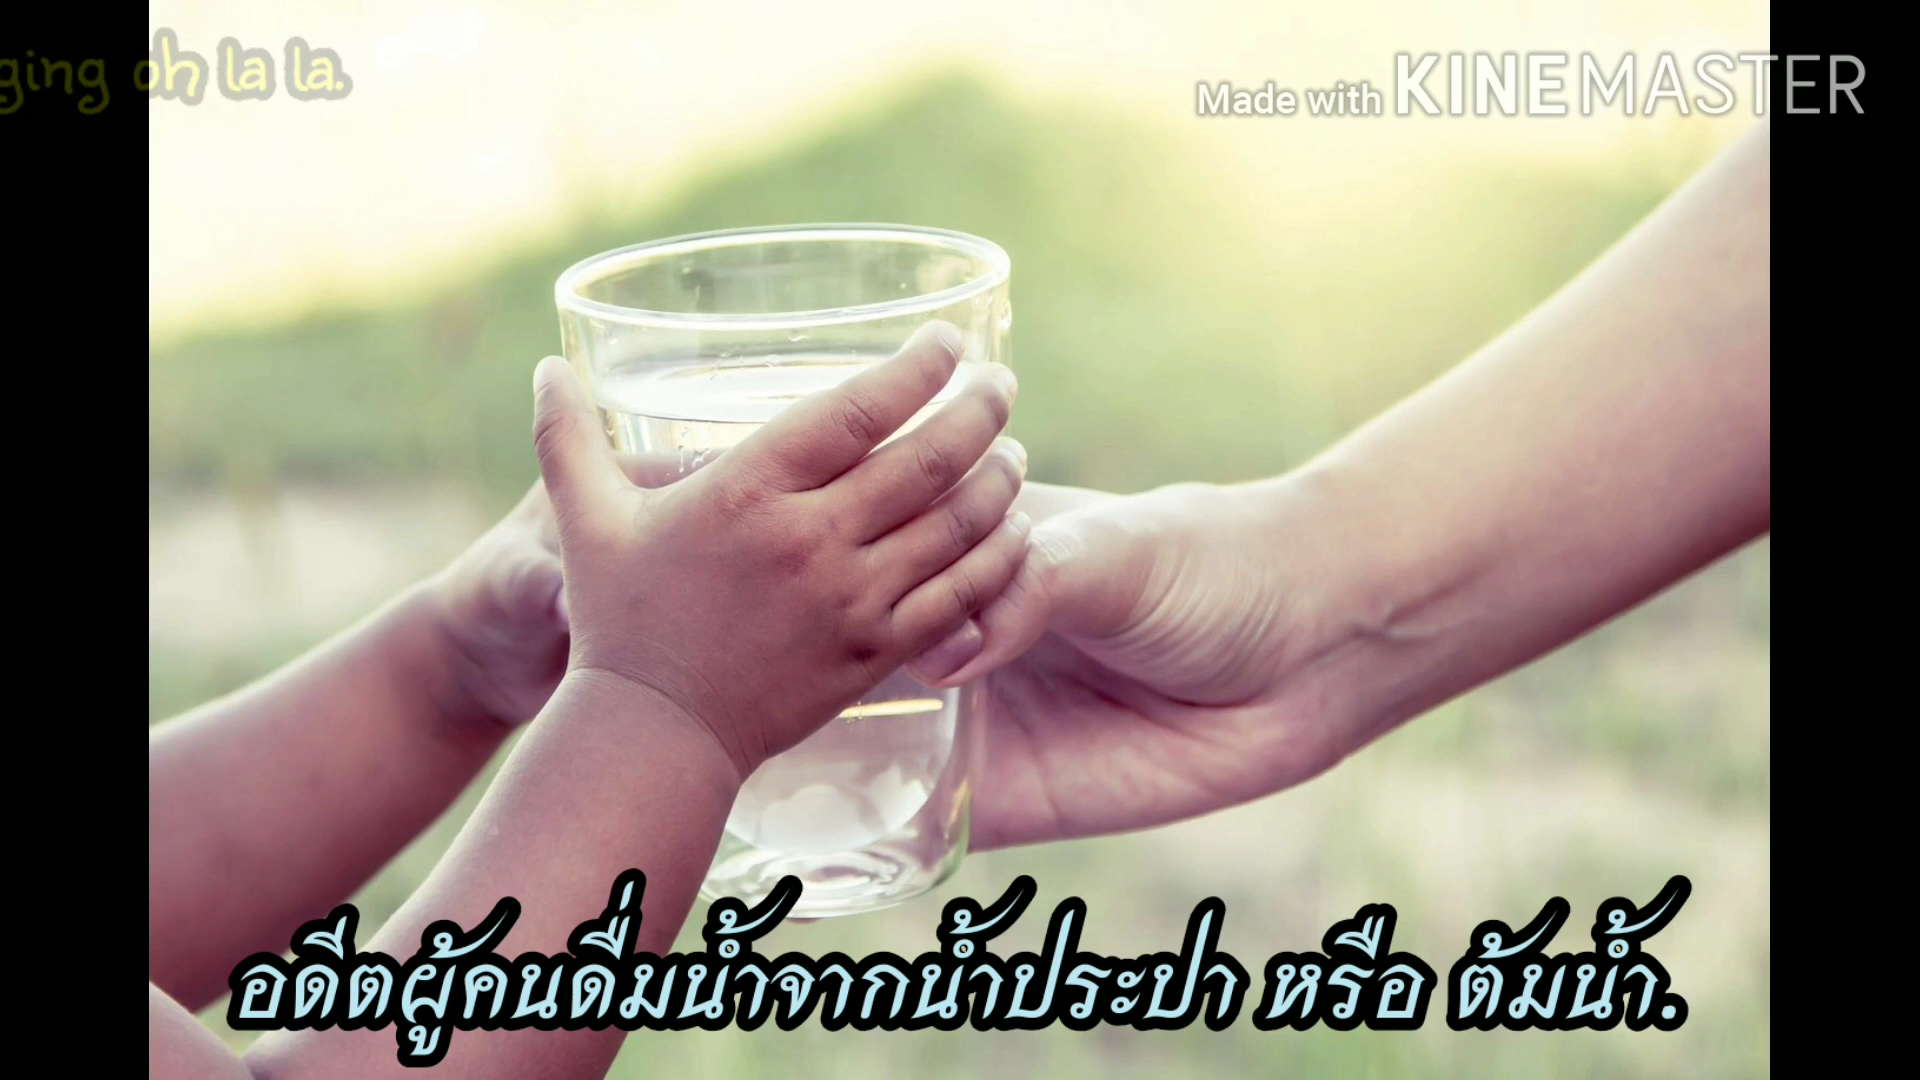 oh la la.
Made with KINEMASTER
อดีตผู้คนดื่มน้ำจากน้ำประปา หรือ ต้มน้ำ.